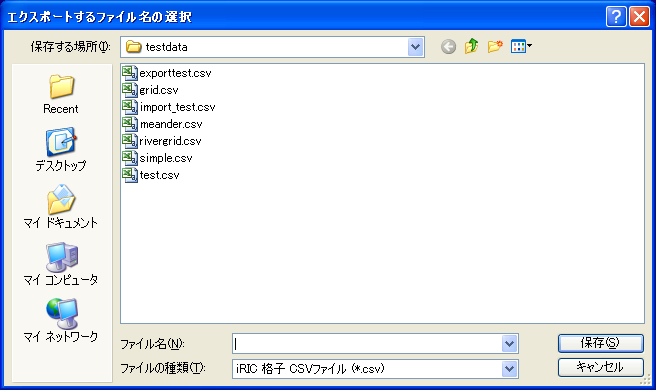 エクスポートするファイル名の選択
保存する場所(I):
testdata
Recent
デスクトップ
マイ ドキュメント
マイ コンピュータ
マイ ネットワーク
exporttest.csv
grid.csv
import_test.csv
meander.csv
rivergrid.csv
simple.csv
test.csv
ファイル名(N):
保存(S)
ファイルの種類(T):
iRIC 格子 CSVファイル (*.csv)
キャンセル